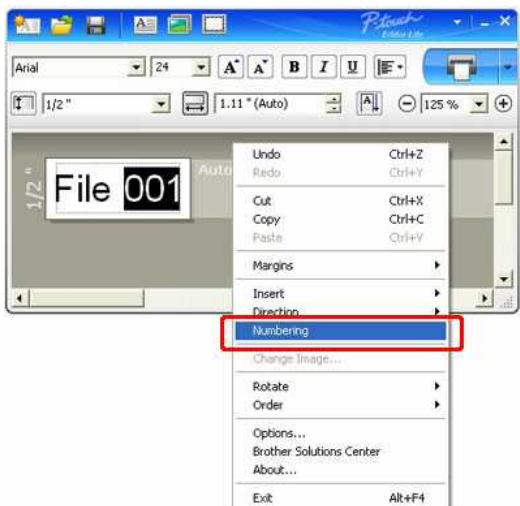 P-touch
Editor Lite
A
Arial 24 A A B I U
1/2 " 1.11 " (Auto) A 125 %
1/2 " File 001 Auto
Undo Ctrl+Z
Redo Ctrl+Y
Cut Ctrl+X
Copy Ctrl+C
Paste Ctrl+V
Margins
Insert
Direction
Numbering
Change Image...
Rotate
Order
Options...
Brother Solutions Center
About...
Exit Alt+F4